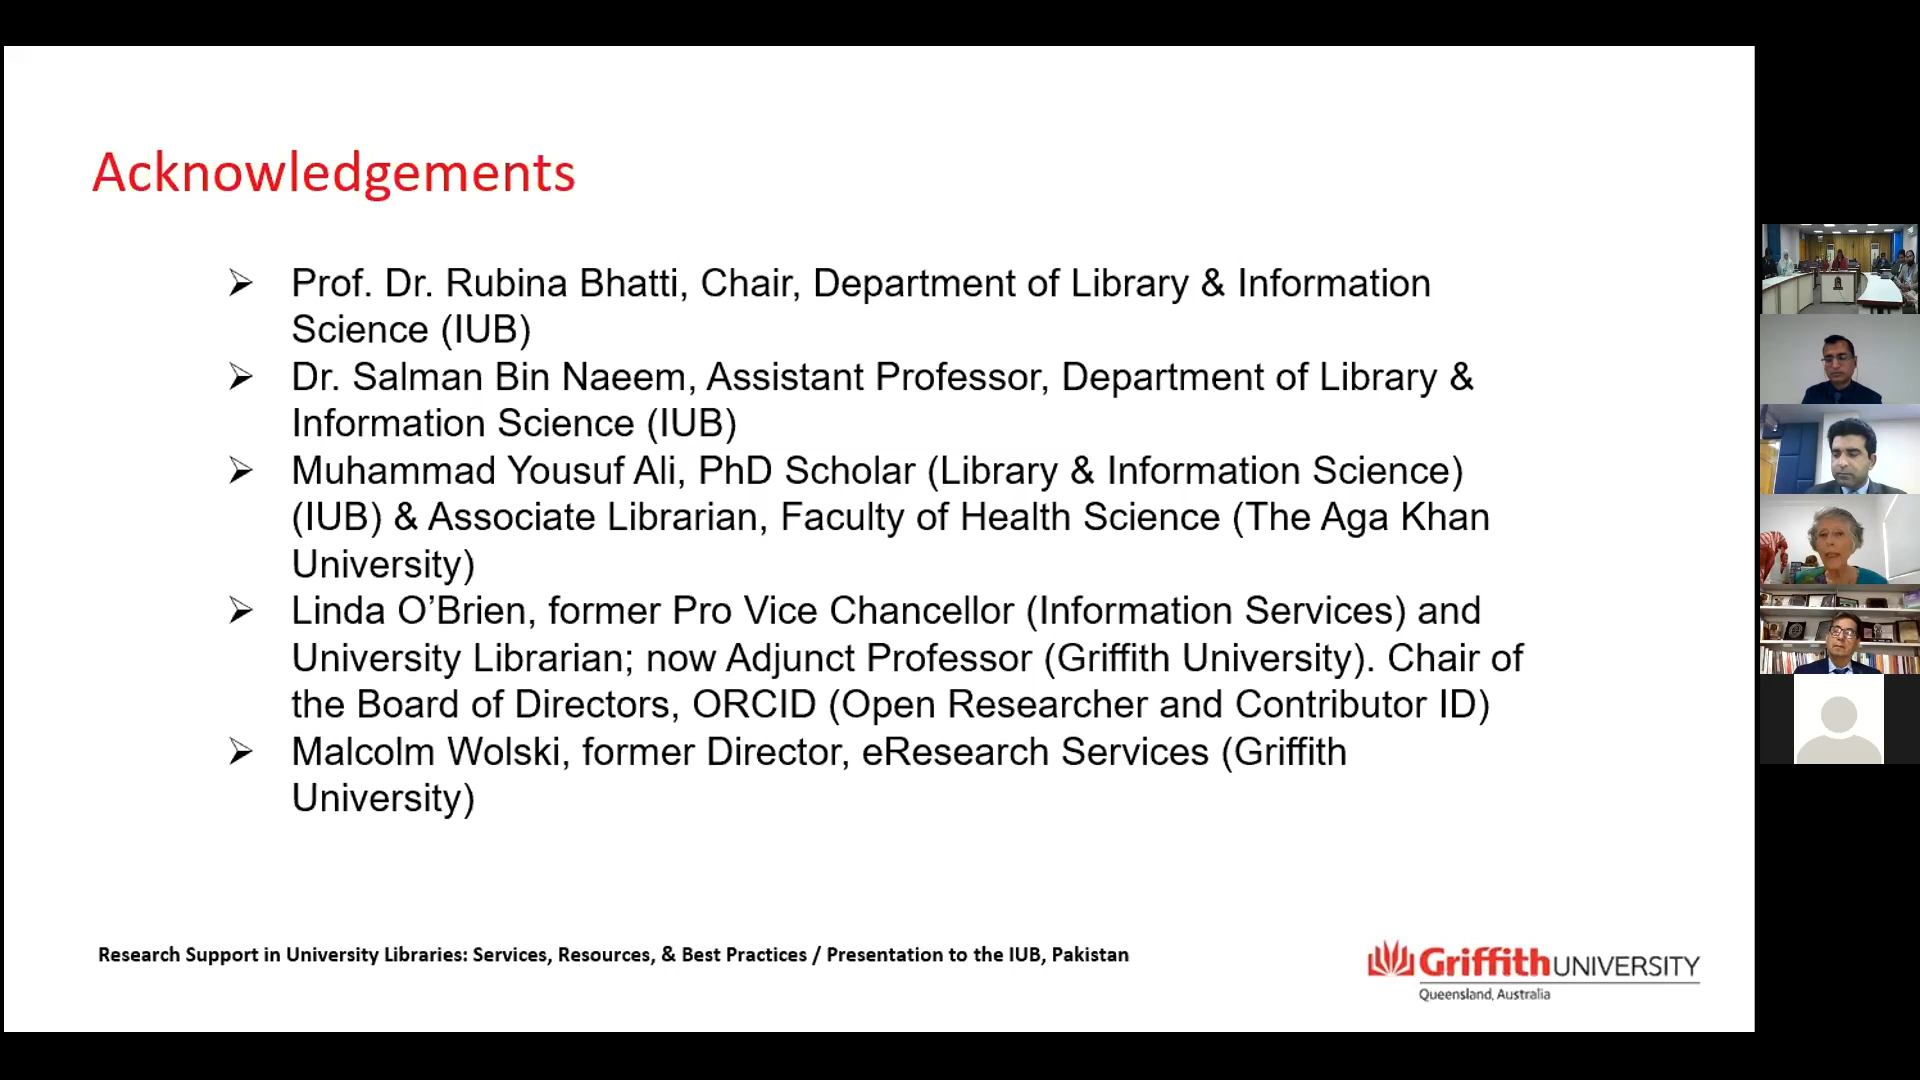 Acknowledgements
➢ Prof. Dr. Rubina Bhatti, Chair, Department of Library & Information
Science (IUB)
➢ Dr. Salman Bin Naeem, Assistant Professor, Department of Library &
Information Science (IUB)
➢ Muhammad Yousuf Ali, PhD Scholar (Library & Information Science)
(IUB) & Associate Librarian, Faculty of Health Science (The Aga Khan
University)
➢ Linda O’Brien, former Pro Vice Chancellor (Information Services) and
University Librarian; now Adjunct Professor (Griffith University). Chair of
the Board of Directors, ORCID (Open Researcher and Contributor ID)
➢ Malcolm Wolski, former Director, eResearch Services (Griffith
University)
Research Support in University Libraries: Services, Resources, & Best Practices / Presentation to the IUB, Pakistan
Griffith UNIVERSITY
Queensland, Australia